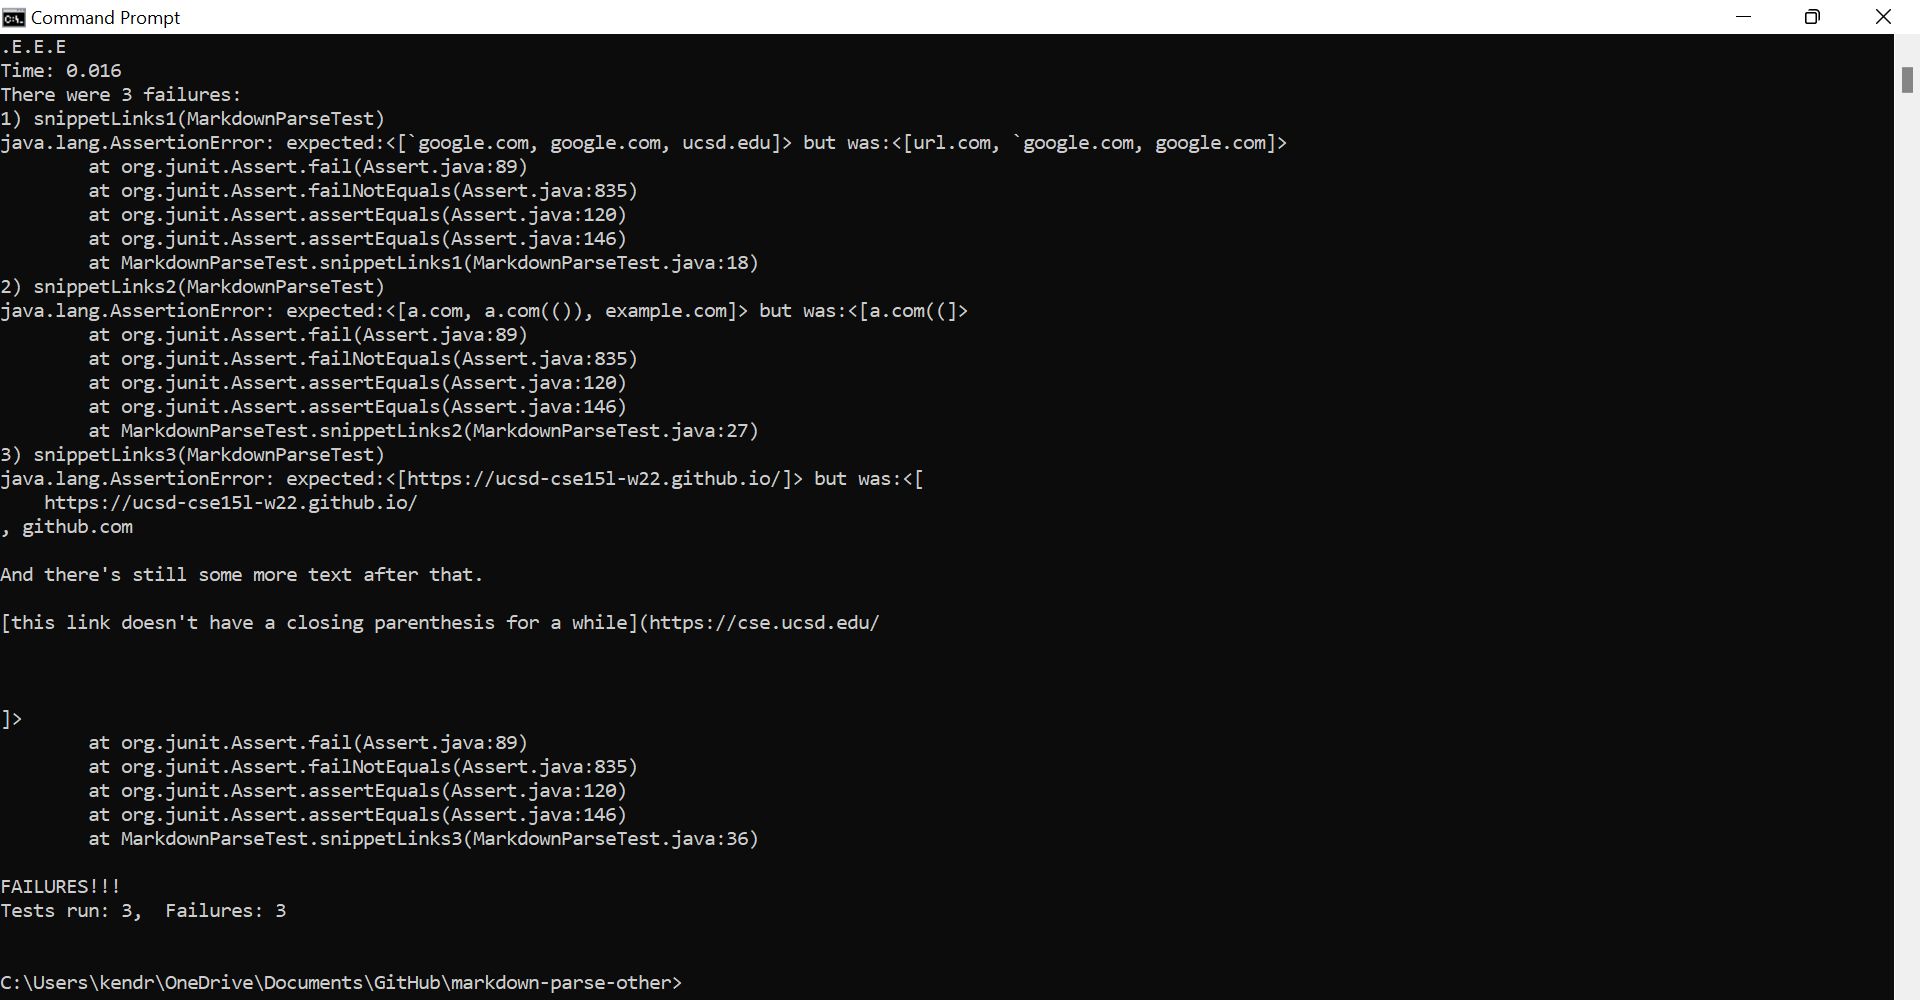 Command Prompt
.E.E.E
Time: 0.016
There were 3 failures:
1) snippetLinks1(MarkdownParseTest)
java.lang.AssertionError: expected:<[`google.com, google.com, ucsd.edu]> but was:<[url.com, `google.com, google.com]>
        at org.junit.Assert.fail(Assert.java:89)
        at org.junit.Assert.failNotEquals(Assert.java:835)
        at org.junit.Assert.assertEquals(Assert.java:120)
        at org.junit.Assert.assertEquals(Assert.java:146)
        at MarkdownParseTest.snippetLinks1(MarkdownParseTest.java:18)
2) snippetLinks2(MarkdownParseTest)
java.lang.AssertionError: expected:<[a.com, a.com(()), example.com]> but was:<[a.com((]>
        at org.junit.Assert.fail(Assert.java:89)
        at org.junit.Assert.failNotEquals(Assert.java:835)
        at org.junit.Assert.assertEquals(Assert.java:120)
        at org.junit.Assert.assertEquals(Assert.java:146)
        at MarkdownParseTest.snippetLinks2(MarkdownParseTest.java:27)
3) snippetLinks3(MarkdownParseTest)
java.lang.AssertionError: expected:<[https://ucsd-cse15l-w22.github.io/]> but was:<[
    https://ucsd-cse15l-w22.github.io/
, github.com
And there's still some more text after that.
[this link doesn't have a closing parenthesis for a while](https://cse.ucsd.edu/
]>
        at org.junit.Assert.fail(Assert.java:89)
        at org.junit.Assert.failNotEquals(Assert.java:835)
        at org.junit.Assert.assertEquals(Assert.java:120)
        at org.junit.Assert.assertEquals(Assert.java:146)
        at MarkdownParseTest.snippetLinks3(MarkdownParseTest.java:36)
FAILURES!!!
Tests run: 3,  Failures: 3
C:\Users\kendr\OneDrive\Documents\GitHub\markdown-parse-other>